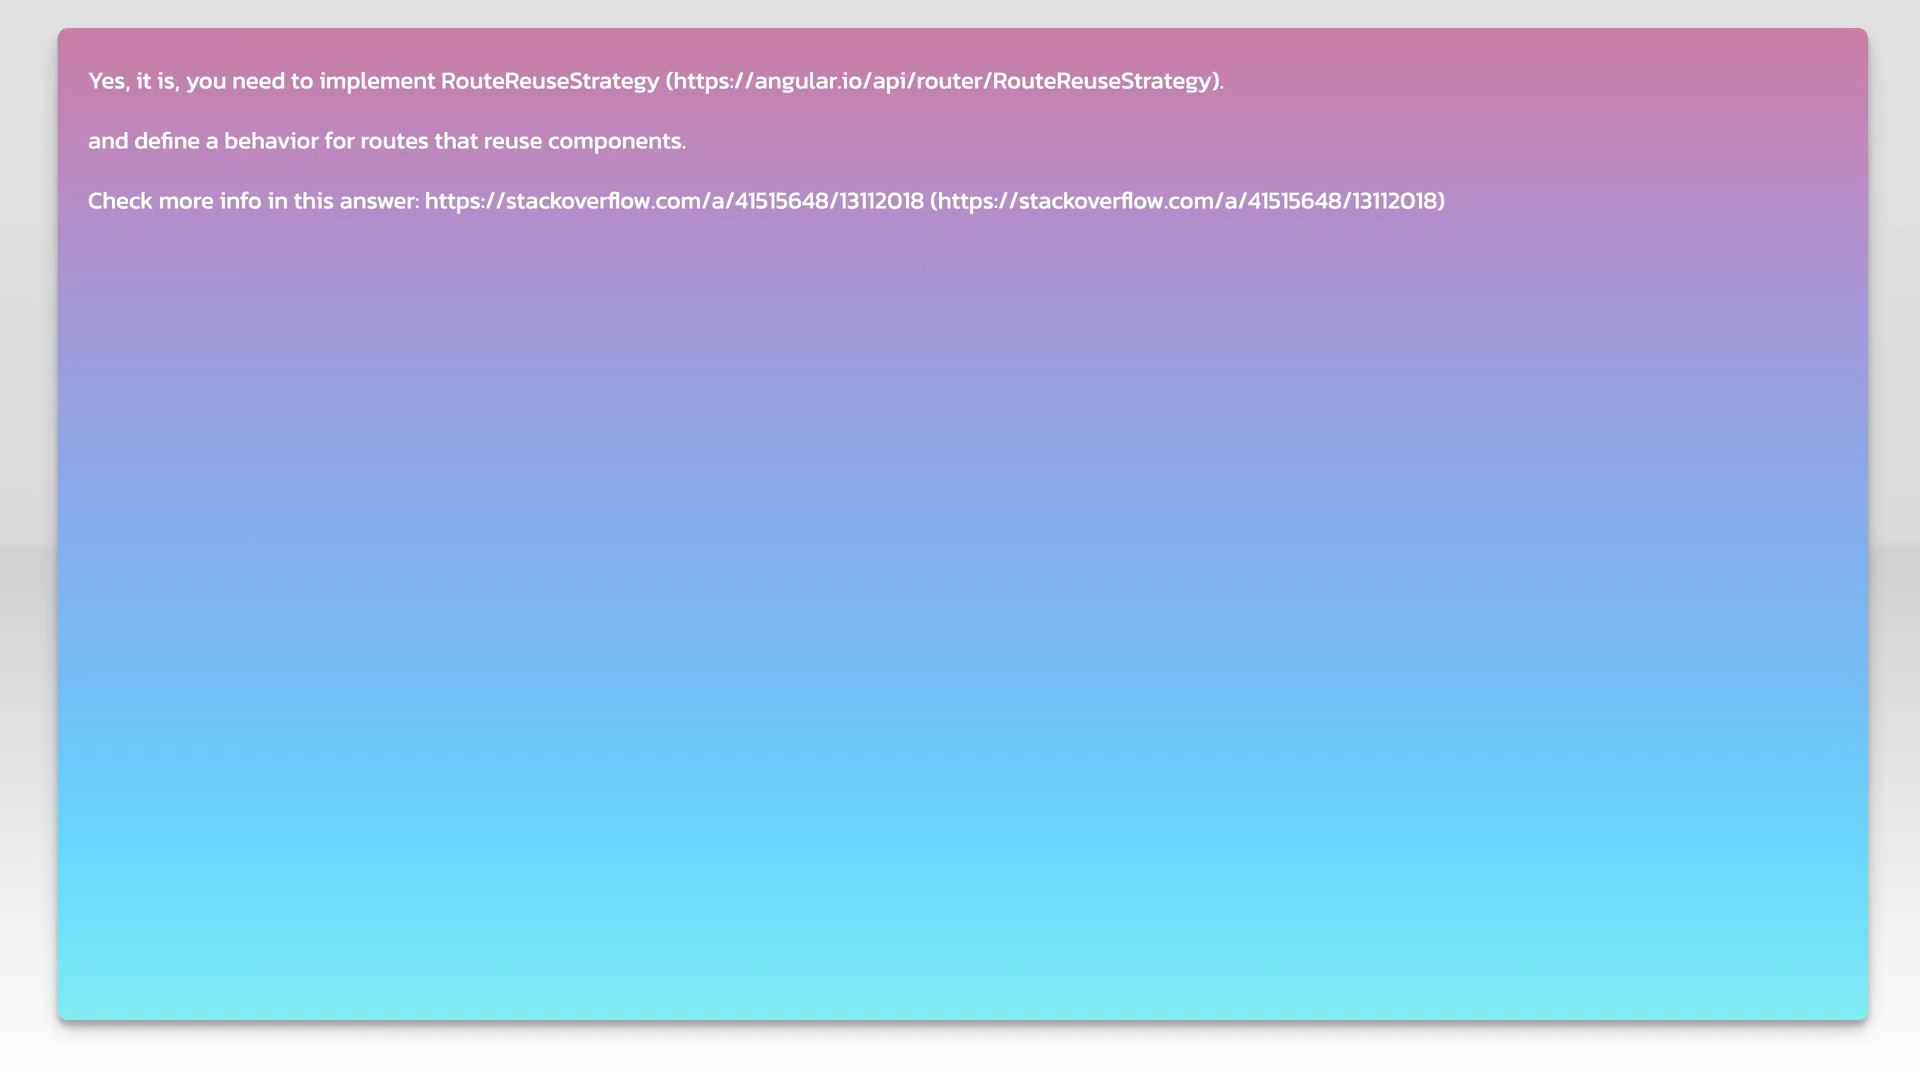 Yes, it is, you need to implement RouteReuseStrategy (https://angular.io/api/router/RouteReuseStrategy).
and define a behavior for routes that reuse components.
Check more info in this answer: https://stackoverflow.com/a/41515648/13112018 (https://stackoverflow.com/a/41515648/13112018)